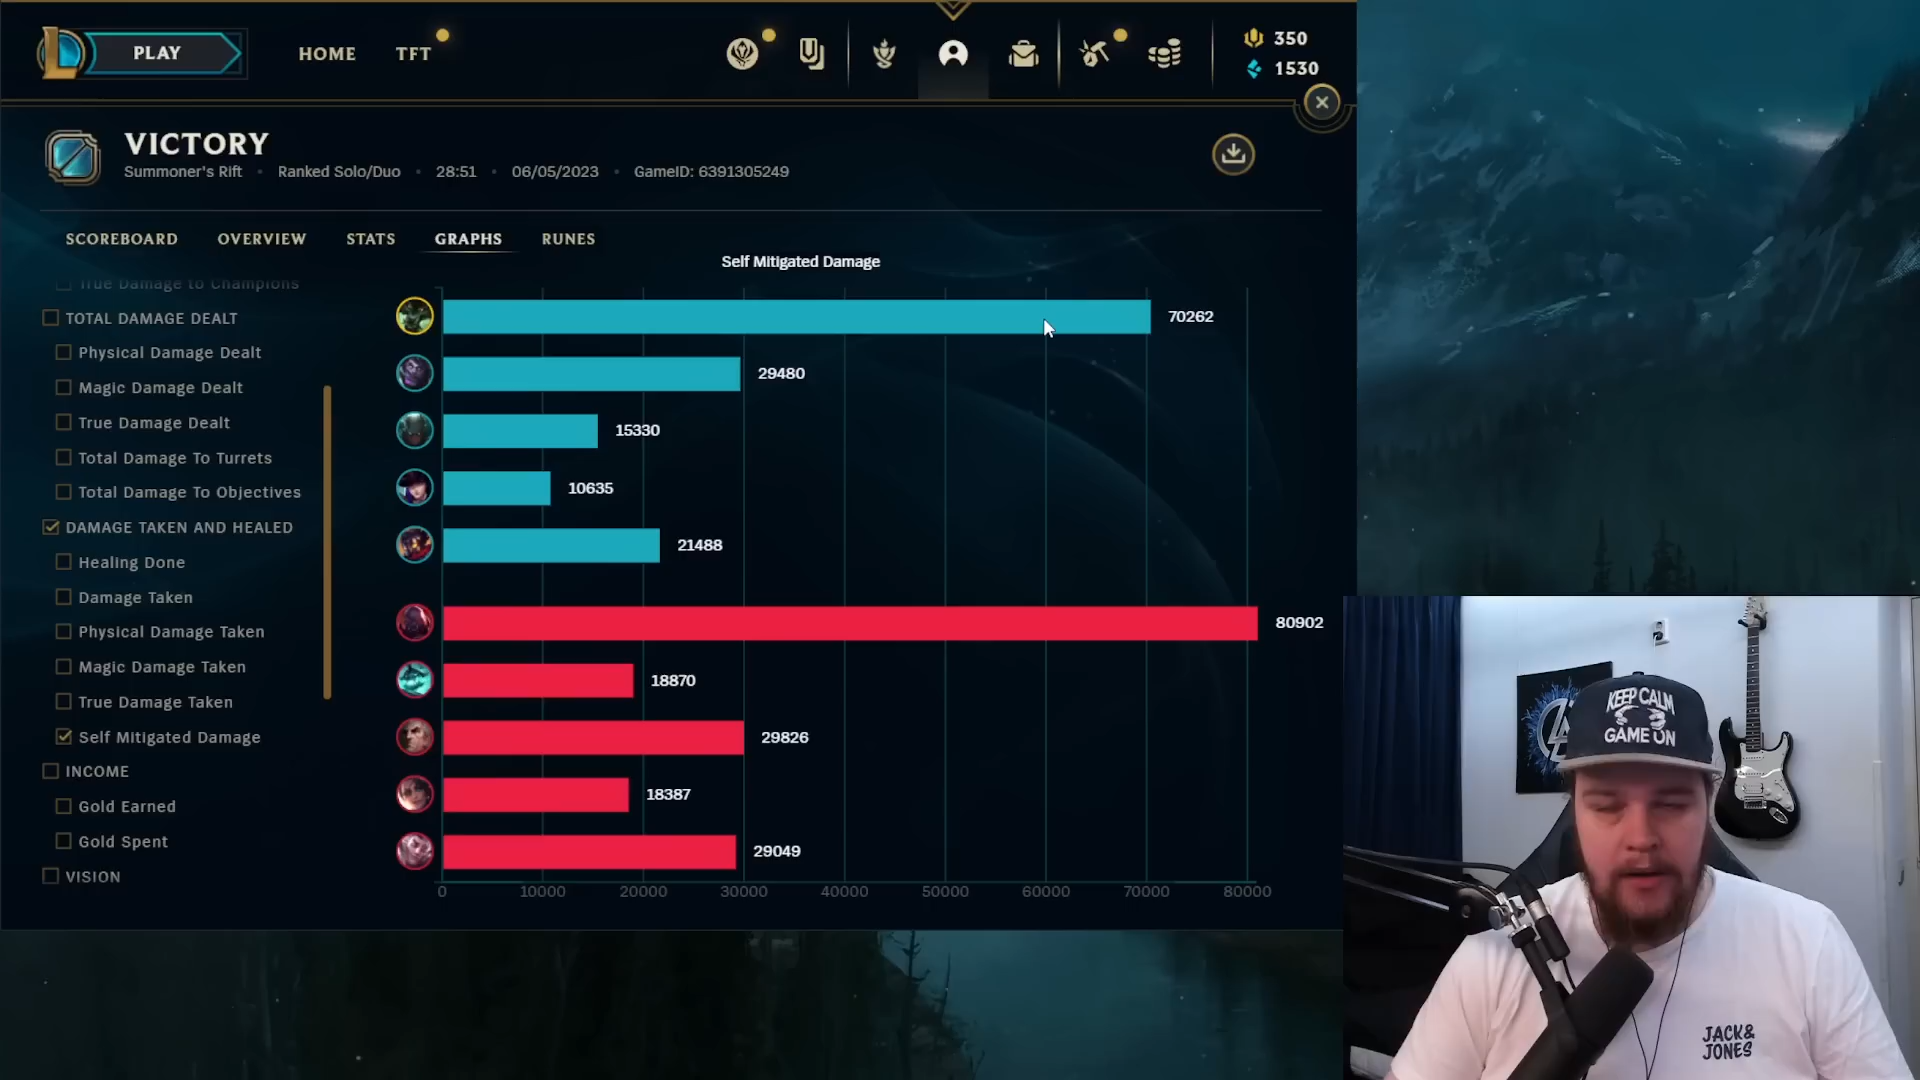 PLAY
HOME
TFT
350
1530
VICTORY
Summoner's Rift • Ranked Solo/Duo • 28:51 • 06/05/2023 • GameID: 6391305249
SCOREBOARD OVERVIEW STATS GRAPHS RUNES
Self Mitigated Damage
True Damage to Champions
TOTAL DAMAGE DEALT
Physical Damage Dealt
Magic Damage Dealt
True Damage Dealt
Total Damage To Turrets
Total Damage To Objectives
DAMAGE TAKEN AND HEALED
Healing Done
Damage Taken
Physical Damage Taken
Magic Damage Taken
True Damage Taken
Self Mitigated Damage
INCOME
Gold Earned
Gold Spent
VISION
70262
29480
15330
10635
21488
80902
18870
29826
18387
29049
0 10000 20000 30000 40000 50000 60000 70000 80000
KEEP CALM
GAME ON
JACK&
JONES